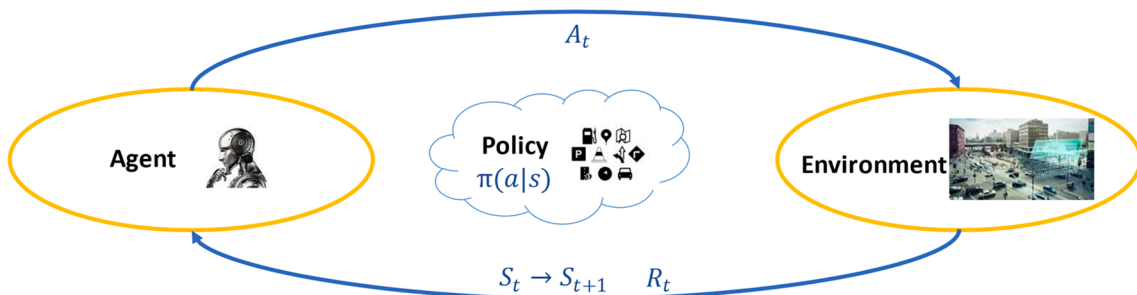 A_t
Agent
Policy
π(a|s)
P
Environment
S_t → S_{t+1} R_t